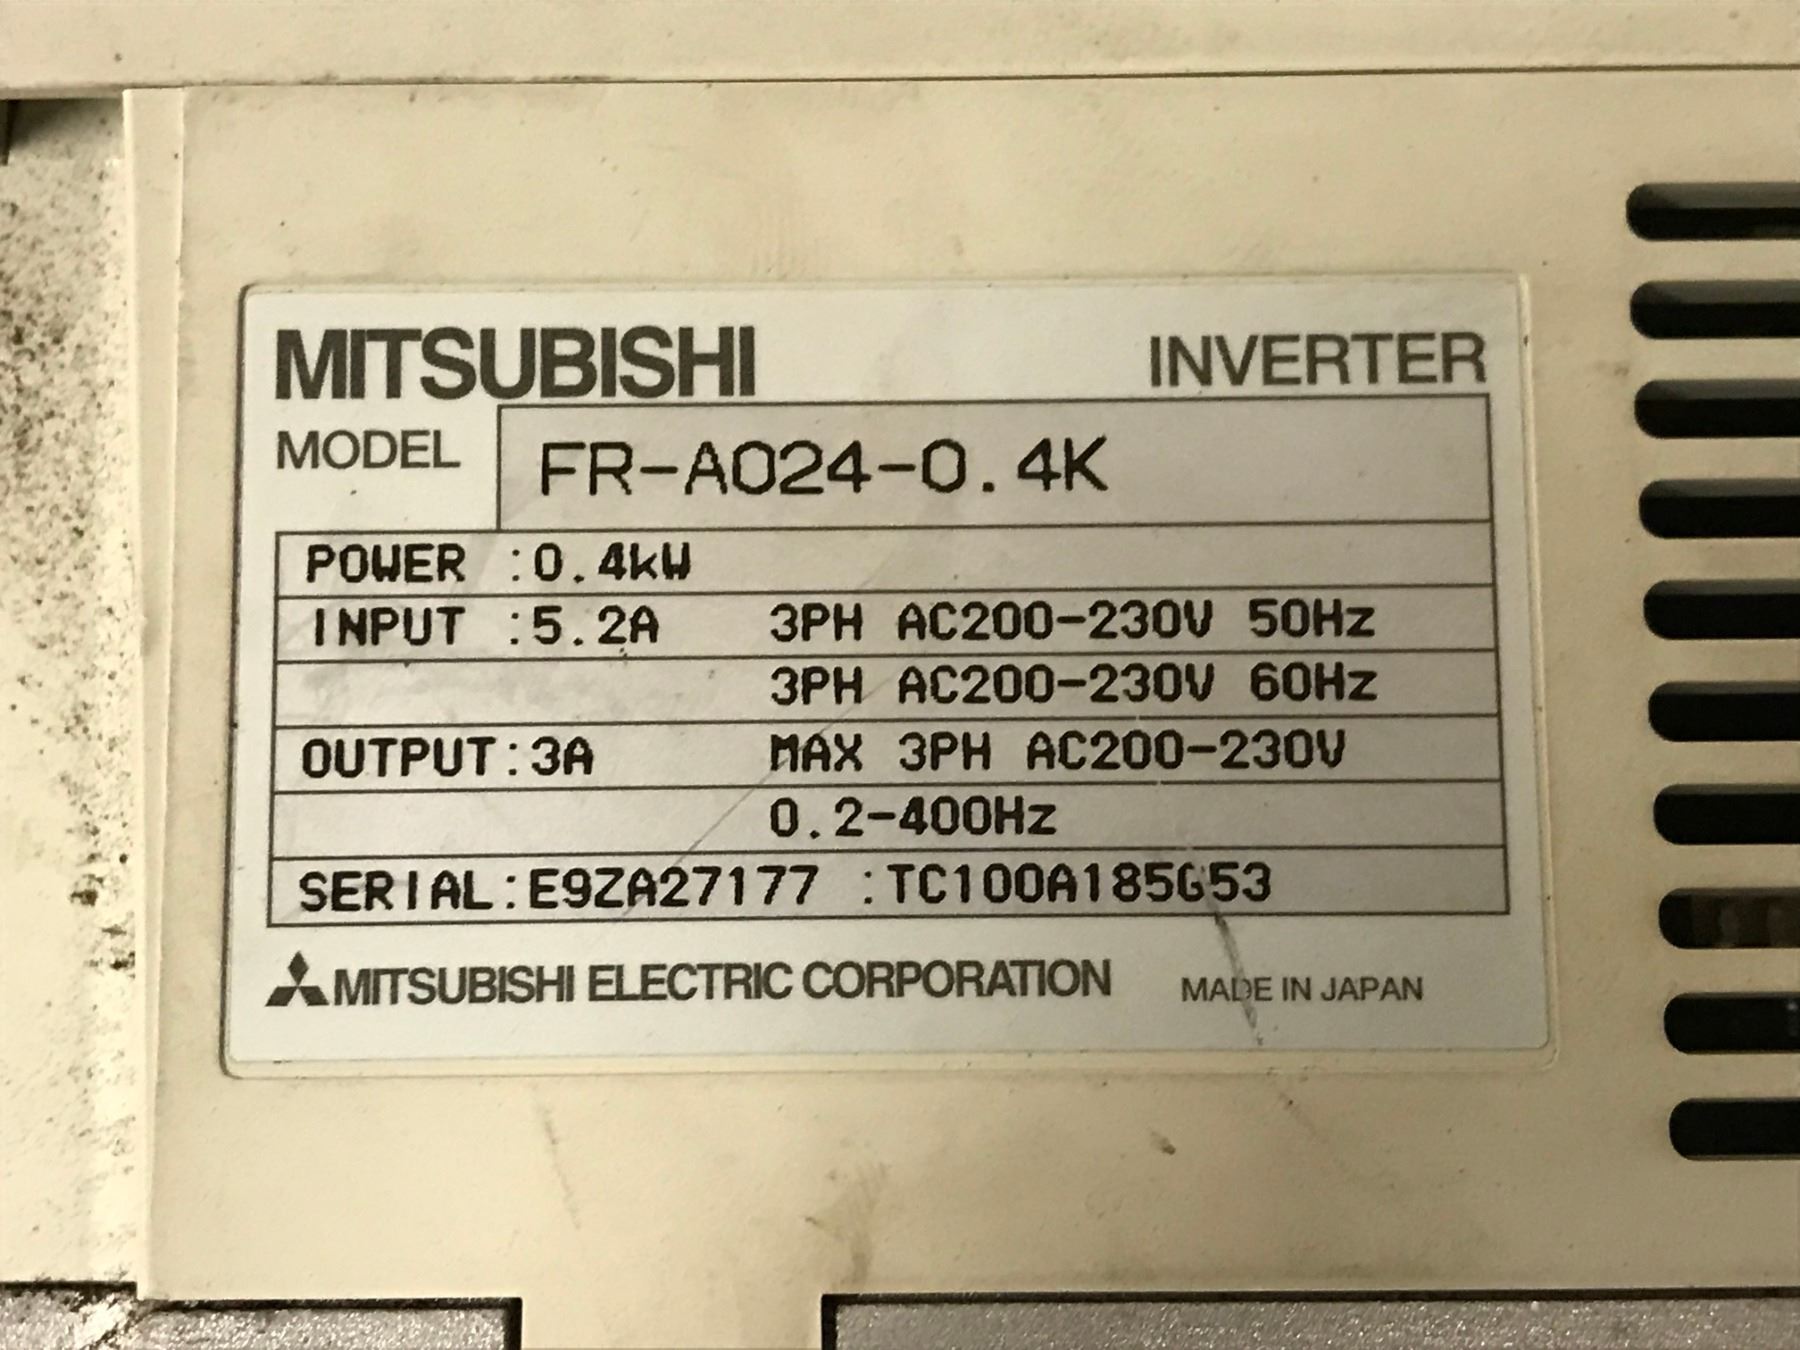 MITSUBISHI INVERTER
MODEL FR-A024-0.4K
POWER :0.4kW
INPUT :5.2A 3PH AC200-230V 50Hz
3PH AC200-230V 60Hz
OUTPUT:3A MAX 3PH AC200-230V
0.2-400Hz
SERIAL:E9ZA27177 :TC100A185G53
MITSUBISHI ELECTRIC CORPORATION MADE IN JAPAN